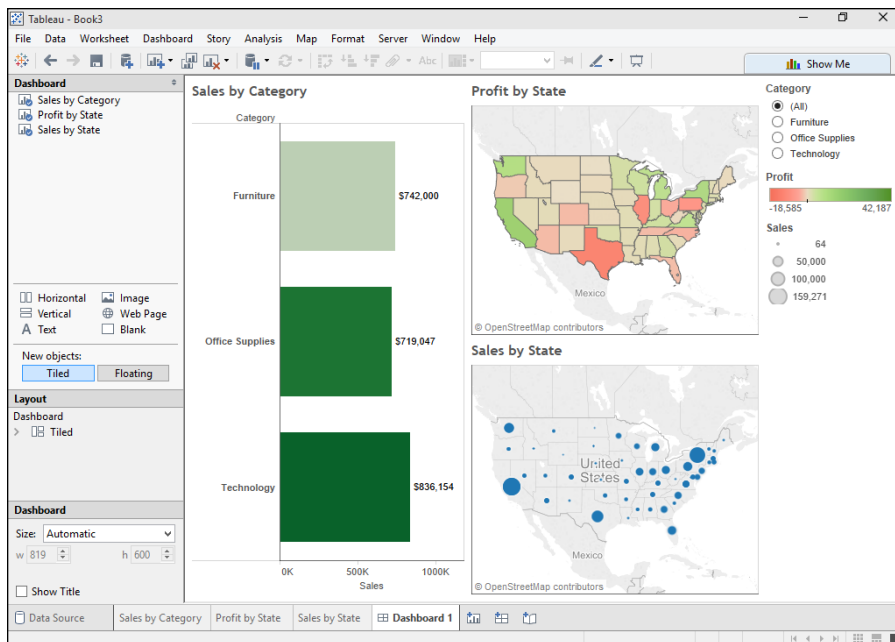 Tableau - Book3
File Data Worksheet Dashboard Story Analysis Map Format Server Window Help
Abc
Show Me
Dashboard
Sales by Category
Profit by State
Sales by State
Horizontal Image
Vertical Web Page
A Text Blank
New objects:
Tiled Floating
Layout
Dashboard
Tiled
Dashboard
Size: Automatic
w 819 h 600
Show Title
Sales by Category
Category
Furniture $742,000
Office Supplies $719,047
Technology $836,154
0K 500K 1000K
Sales
Profit by State
Mexico
© OpenStreetMap contributors
Sales by State
United
States
Mexico
© OpenStreetMap contributors
Category
(All)
Furniture
Office Supplies
Technology
Profit
-18,585 42,187
Sales
64
50,000
100,000
159,271
Data Source Sales by Category Profit by State Sales by State Dashboard 1